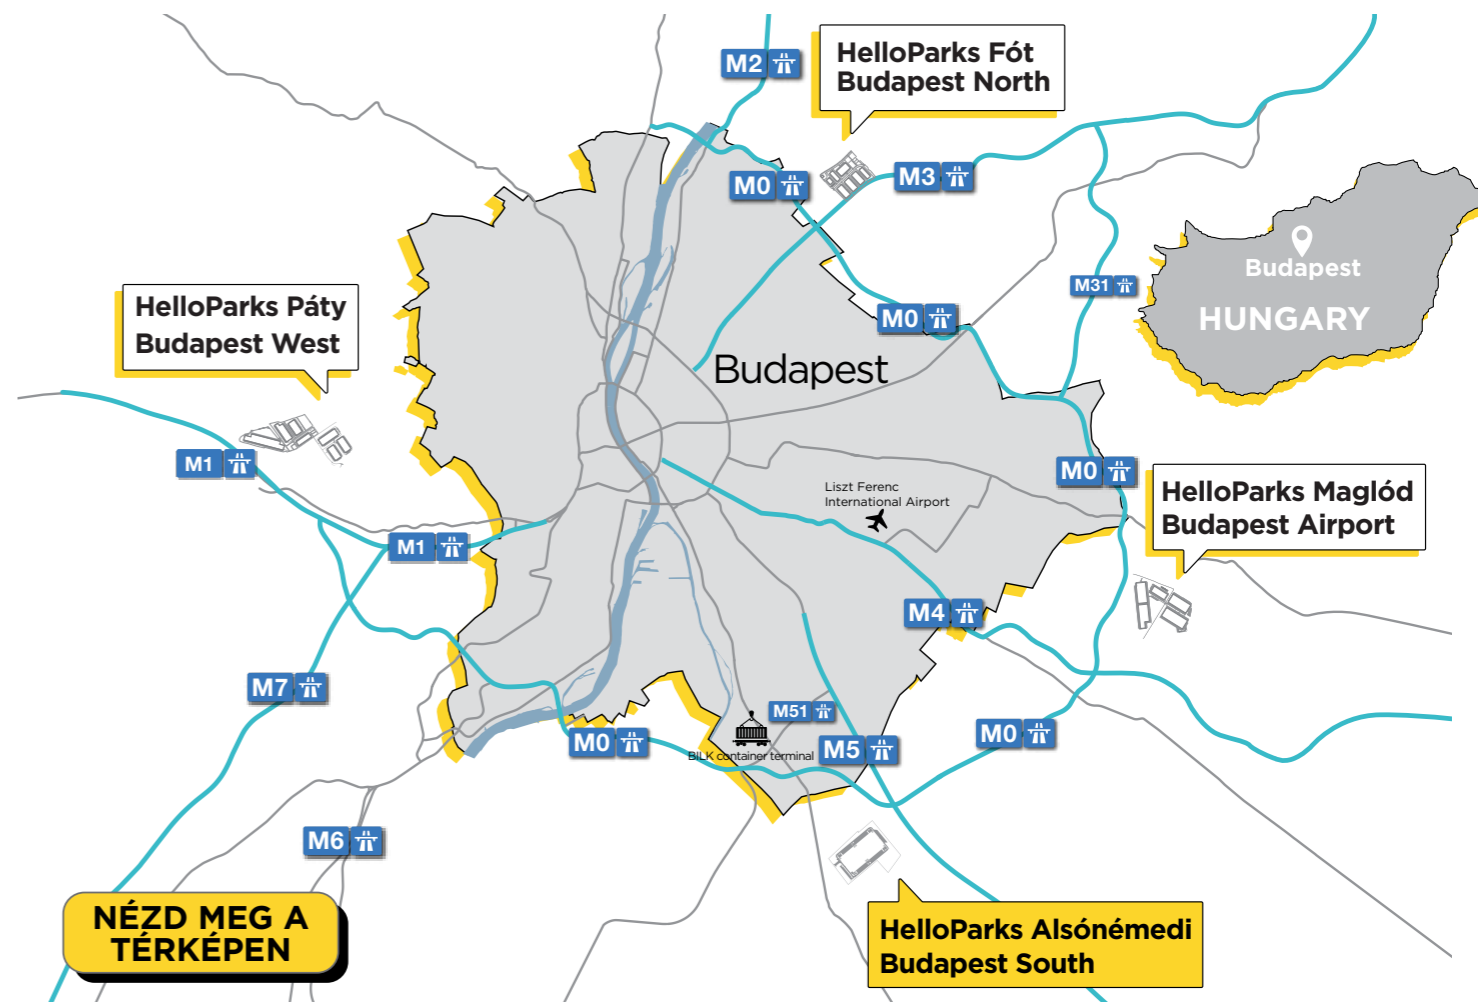 M2
HelloParks Fót
Budapest North
M0
M3
Budapest
HUNGARY
M31
HelloParks Páty
Budapest West
M0
Budapest
M1
M0
HelloParks Maglód
Budapest Airport
Liszt Ferenc
International Airport
M1
M4
M7
M51
M0
M0
M5
BILK container terminal
M6
NÉZD MEG A
TÉRKÉPEN
HelloParks Alsónémedi
Budapest South